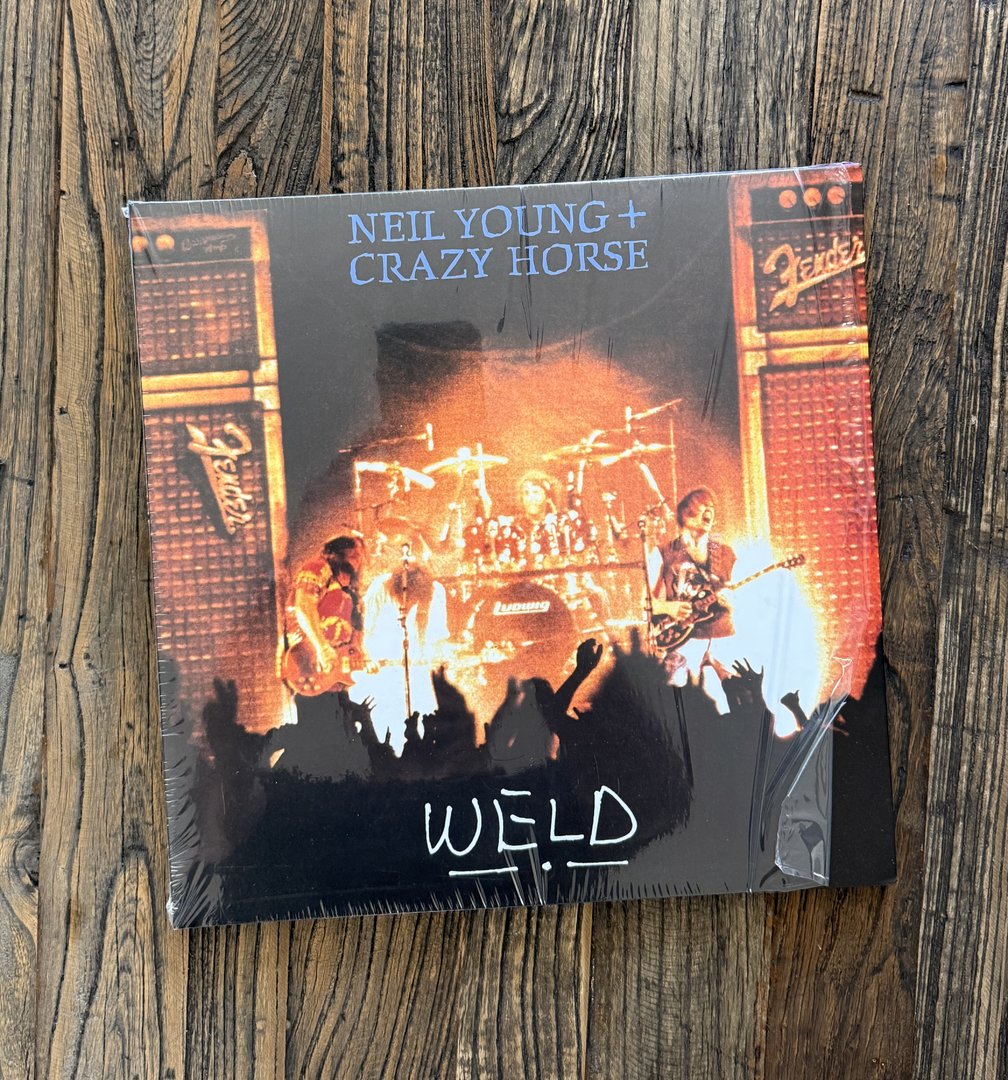 NEIL YOUNG +
CRAZY HORSE
Fender
Fender
LUDWIG
WELD